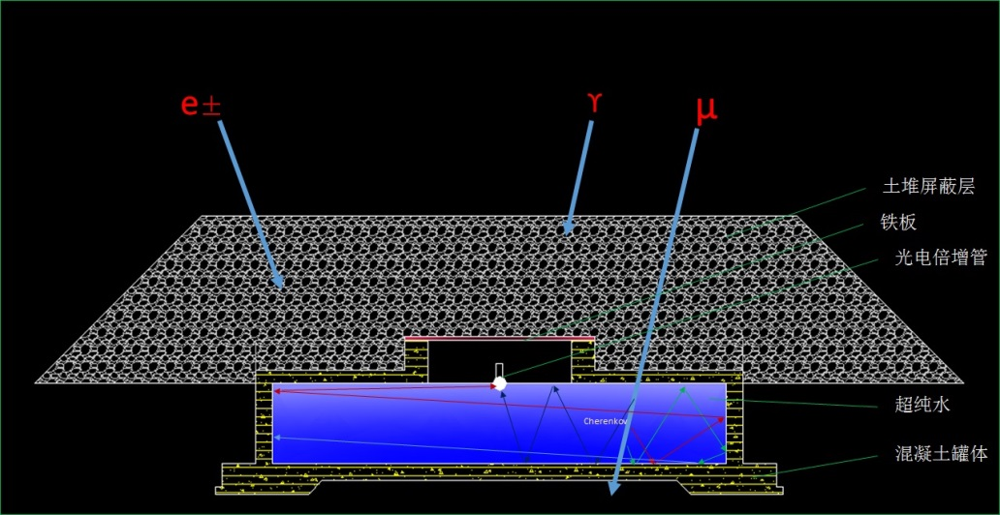 e±
γ
μ
土堆屏蔽层
铁板
光电倍增管
Cherenkov
超纯水
混凝土罐体